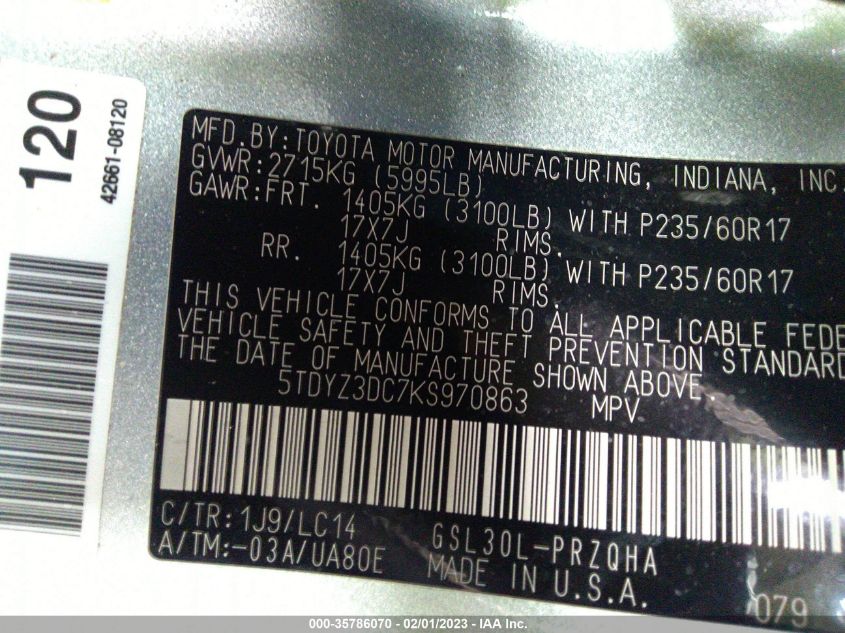 120
42661-08120
MFD.BY:TOYOTA MOTOR MANUFACTURING, INDIANA, INC.
GVWR:2715KG (5995LB)
GAWR:FRT. 1405KG (3100LB) WITH P235/60R17
17X7J RIMS.
RR. 1405KG (3100LB) WITH P235/60R17
17X7J RIMS.
THIS VEHICLE CONFORMS TO ALL APPLICABLE FEDE
VEHICLE SAFETY AND THEFT PREVENTION STANDARD
THE DATE OF MANUFACTURE SHOWN ABOVE.
5TDYZ3DC7KS970863 MPV
C/TR:1J9/LC14 GSL30L-PRZQHA
A/TM:-03A/UA80E MADE IN U.S.A.
079
000-35786070 - 02/01/2023 - IAA Inc.